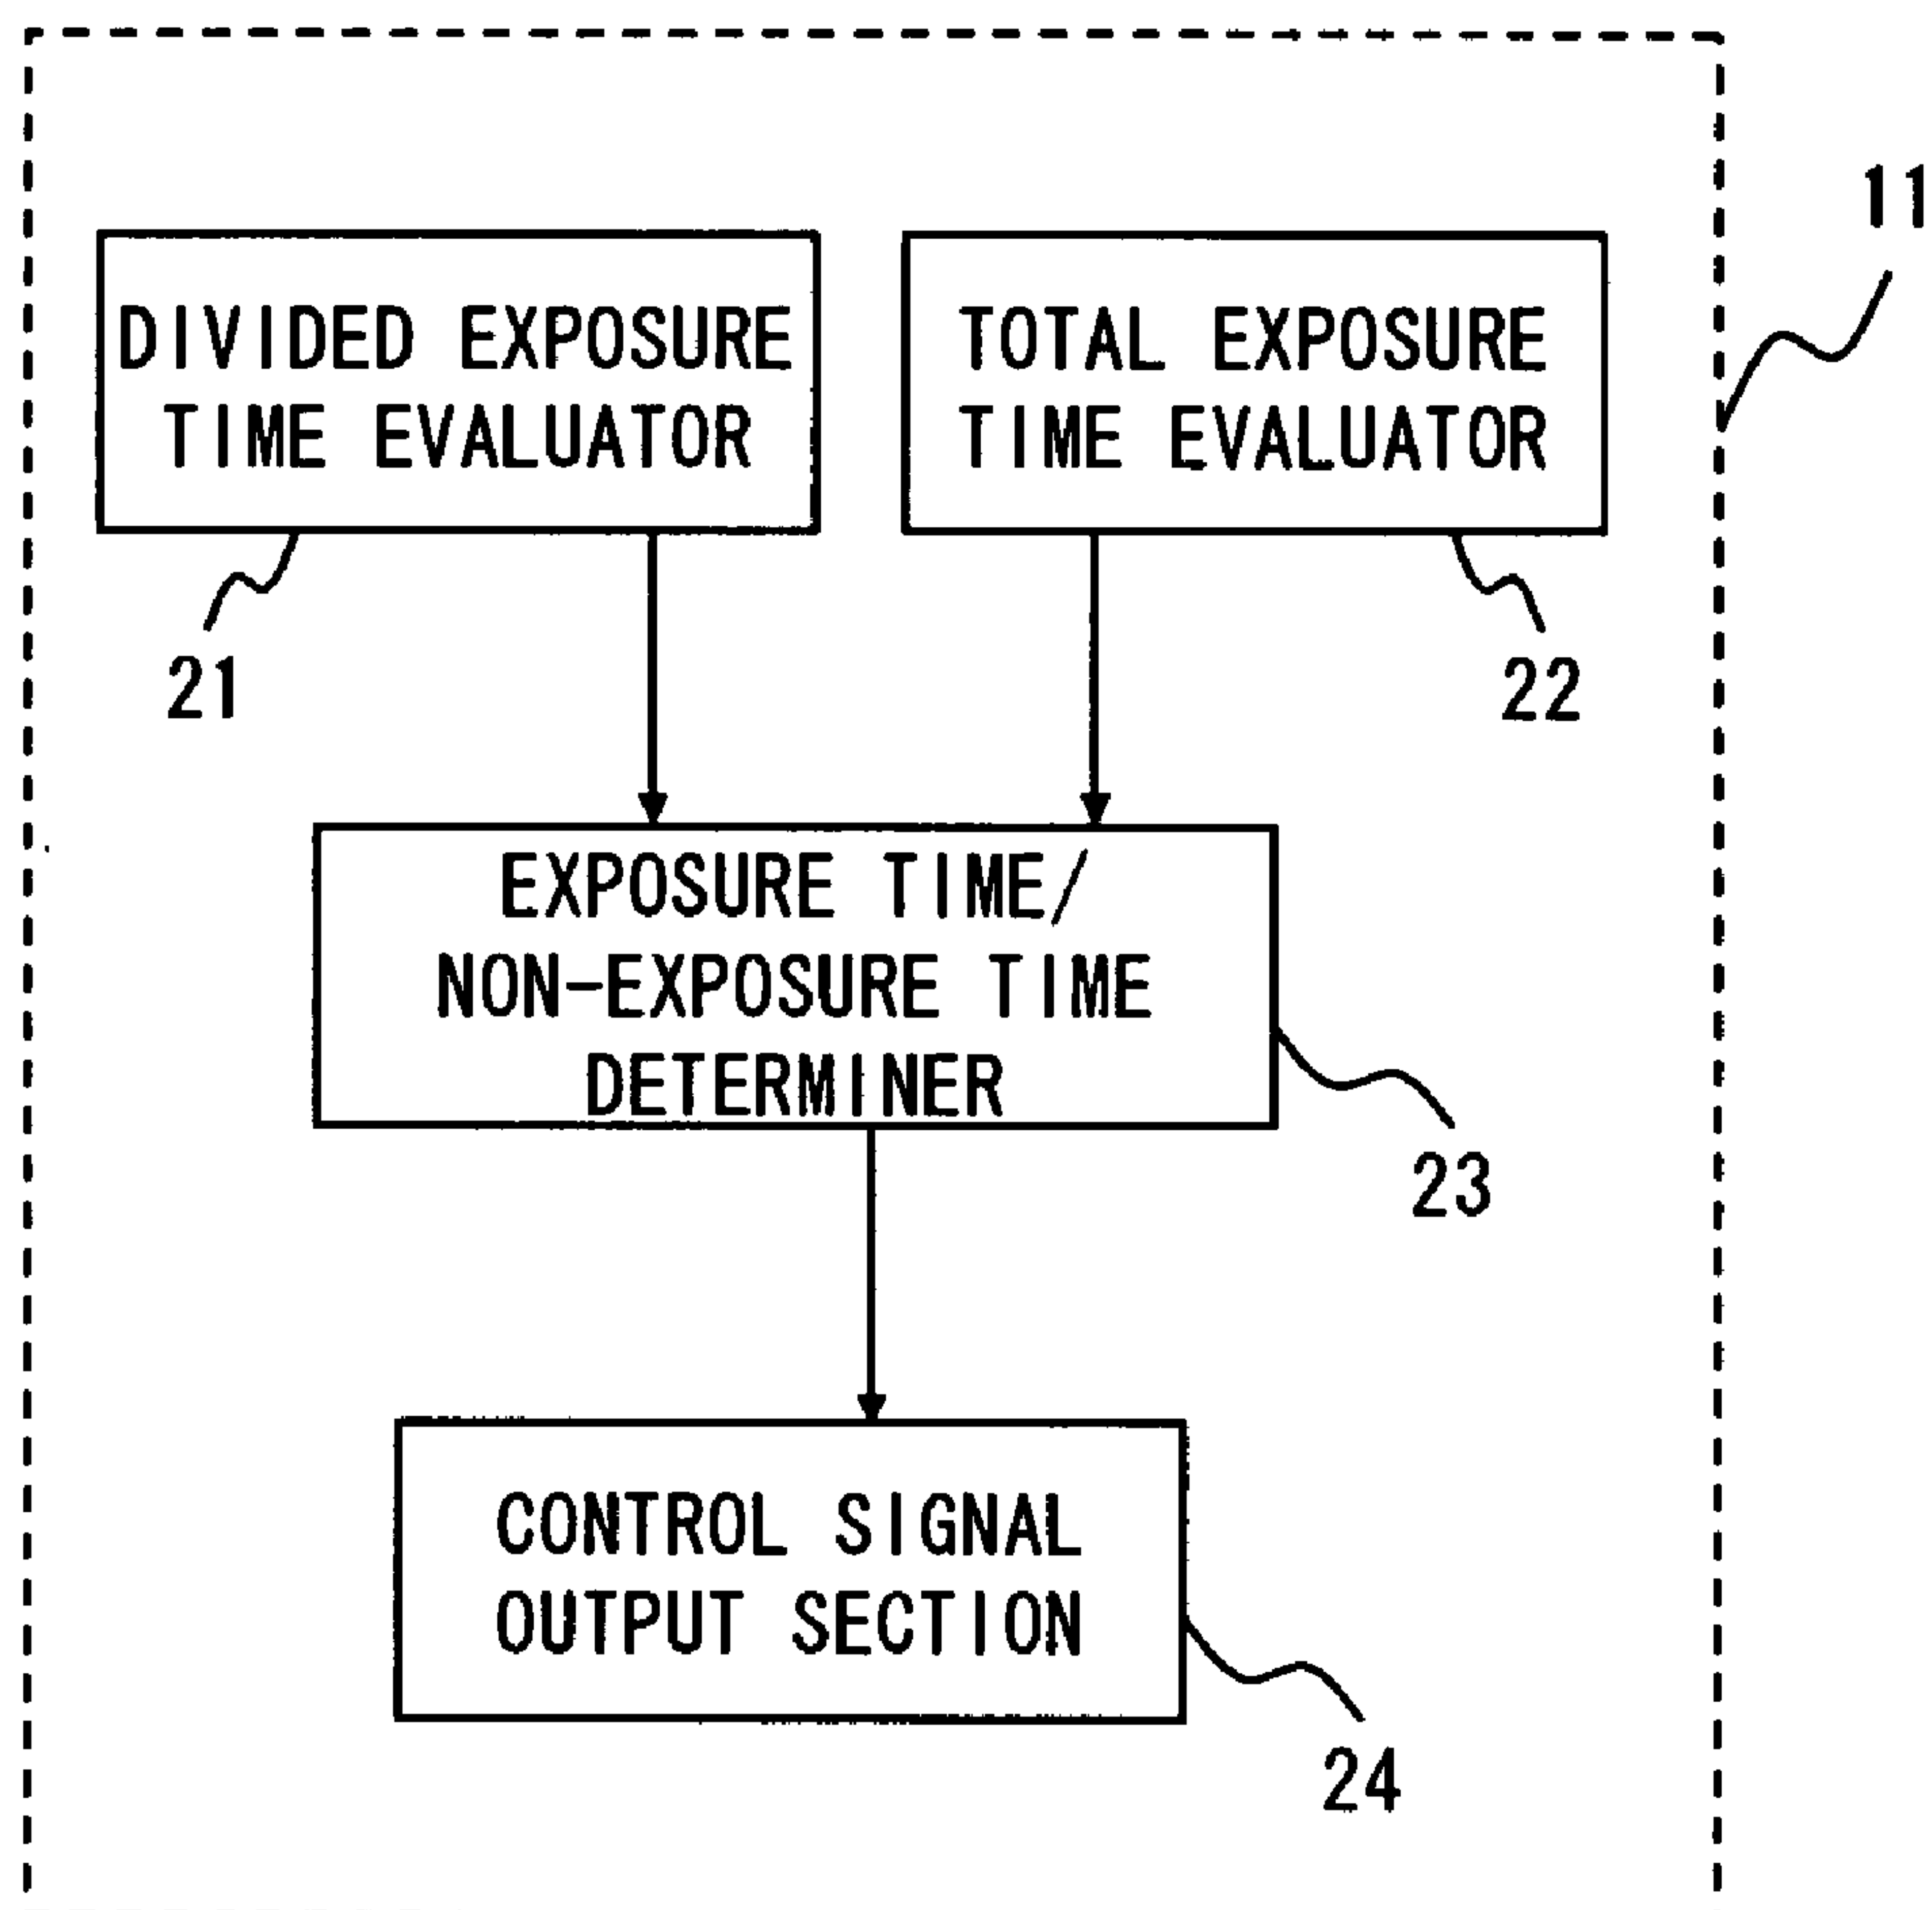 11
DIVIDED EXPOSURE
TIME EVALUATOR
TOTAL EXPOSURE
TIME EVALUATOR
21
22
EXPOSURE TIME/
NON-EXPOSURE TIME
DETERMINER
23
CONTROL SIGNAL
OUTPUT SECTION
24